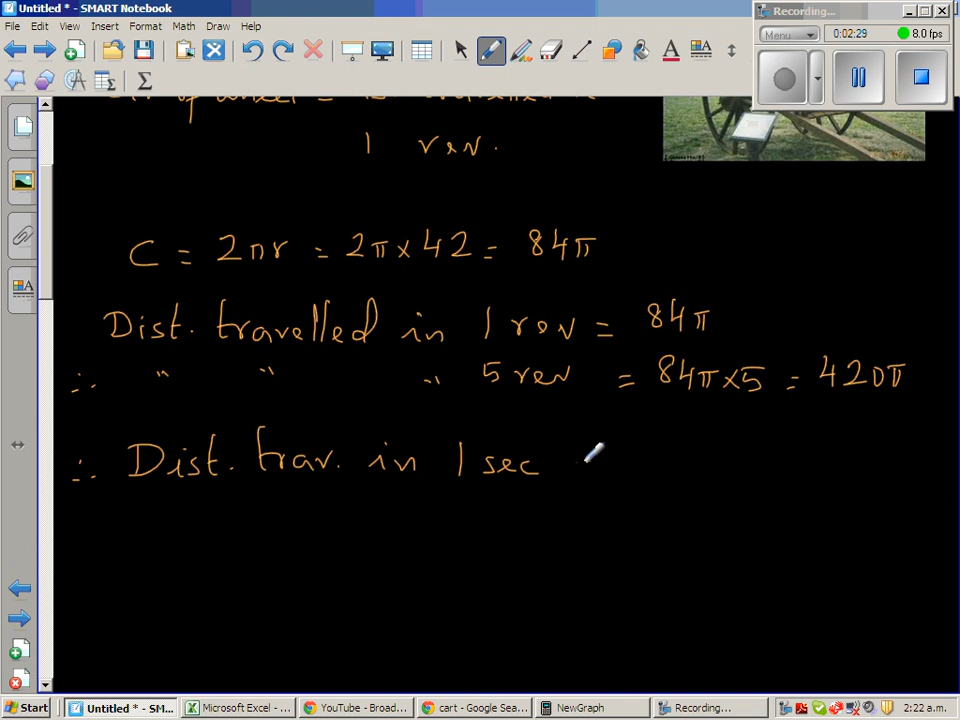 Untitled * - SMART Notebook
Recording...
File Edit View Insert Format Math Draw Help
Menu 0:02:29 8.0 fps
1 rev.
C = 2πr = 2π×42 = 84π
Dist. travelled in 1 rev = 84π
∴ " " " 5 rev = 84π×5 = 420π
∴ Dist. trav. in 1 sec
Start Untitled * - SM... Microsoft Excel - E... YouTube - Broad... cart - Google Sea... NewGraph Recording... 2:22 a.m.